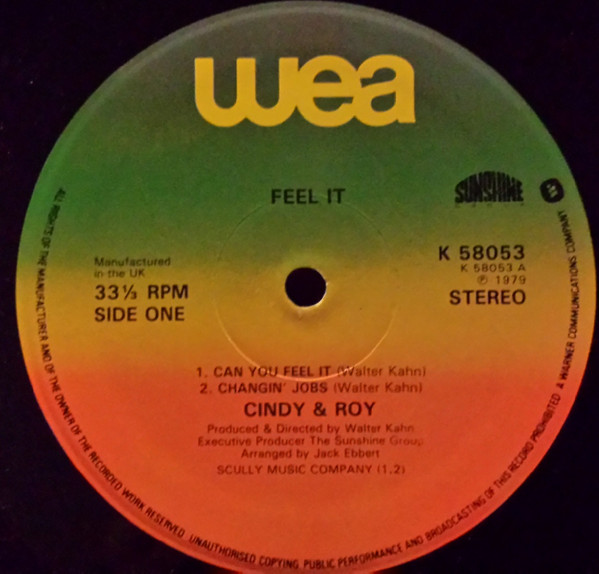 wea
FEEL IT
SUNSHINE
Manufactured
in the UK
33⅓ RPM
SIDE ONE
K 58053
K 58053 A
℗ 1979
STEREO
1. CAN YOU FEEL IT (Walter Kahn)
2. CHANGIN' JOBS (Walter Kahn)
CINDY & ROY
Produced & Directed by Walter Kahn
Executive Producer The Sunshine Group
Arranged by Jack Ebbert
SCULLY MUSIC COMPANY (1,2)
ALL RIGHTS OF THE MANUFACTURER AND OF THE OWNER OF THE RECORDED WORK RESERVED. UNAUTHORISED COPYING, PUBLIC PERFORMANCE AND BROADCASTING OF THIS RECORD PROHIBITED A WARNER COMMUNICATIONS COMPANY